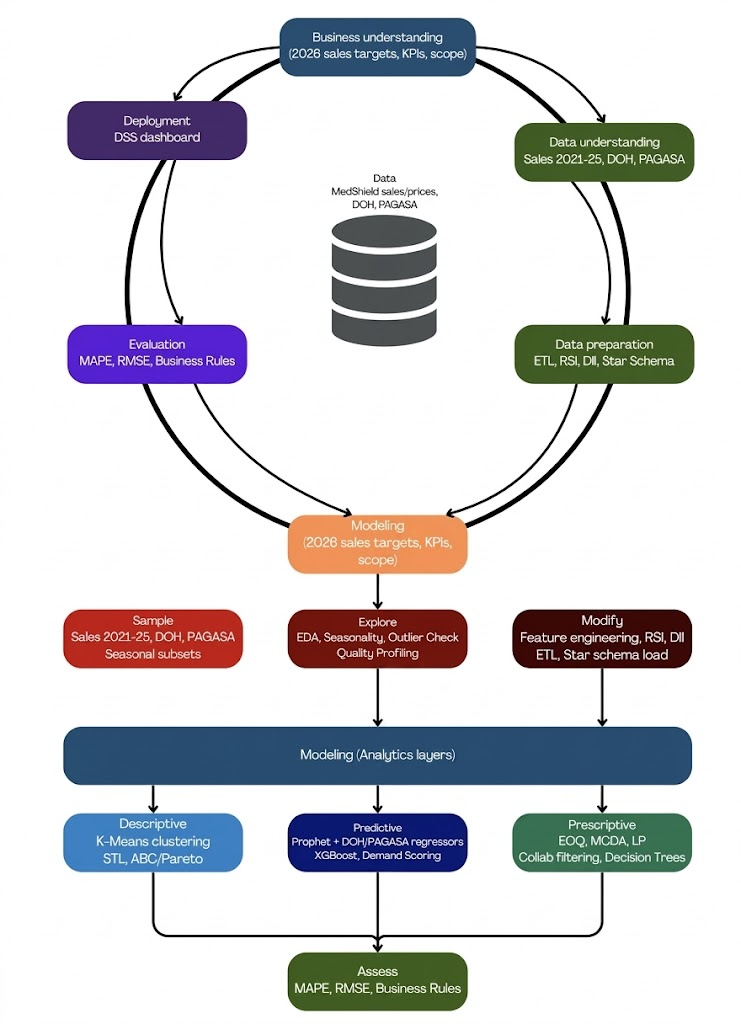 Business understanding
(2026 sales targets, KPIs, scope)
Deployment
DSS dashboard
Data understanding
Sales 2021-25, DOH, PAGASA
Data
MedShield sales/prices,
DOH, PAGASA
Evaluation
MAPE, RMSE, Business Rules
Data preparation
ETL, RSI, DII, Star Schema
Modeling
(2026 sales targets, KPIs,
scope)
Sample
Sales 2021-25, DOH, PAGASA
Seasonal subsets
Explore
EDA, Seasonality, Outlier Check
Quality Profiling
Modify
Feature engineering, RSI, DII
ETL, Star schema load
Modeling (Analytics layers)
Descriptive
K-Means clustering
STL, ABC/Pareto
Predictive
Prophet + DOH/PAGASA regressors
XGBoost, Demand Scoring
Prescriptive
EOQ, MCDA, LP
Collab filtering, Decision Trees
Assess
MAPE, RMSE, Business Rules